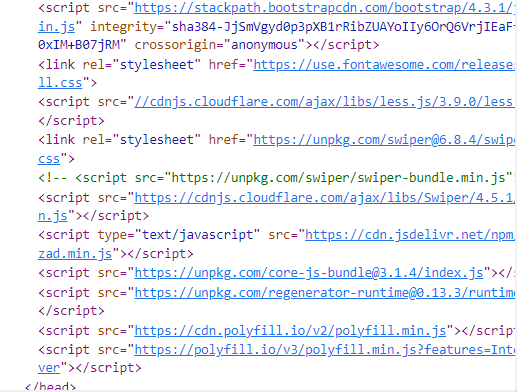 <script src="https://stackpath.bootstrapcdn.com/bootstrap/4.3.1/
in.js" integrity="sha384-JjSmVgyd0p3pXB1rRibZUAYoIIy6OrQ6VrjIEaF
0xIM+B07jRM" crossorigin="anonymous"></script>
<link rel="stylesheet" href="https://use.fontawesome.com/release
ll.css">
<script src="//cdnjs.cloudflare.com/ajax/libs/less.js/3.9.0/less
</script>
<link rel="stylesheet" href="https://unpkg.com/swiper@6.8.4/swip
css">
<!-- <script src="https://unpkg.com/swiper/swiper-bundle.min.js"
<script src="https://cdnjs.cloudflare.com/ajax/libs/Swiper/4.5.1/
n.js"></script>
<script type="text/javascript" src="https://cdn.jsdelivr.net/npm/
zad.min.js"></script>
<script src="https://unpkg.com/core-js-bundle@3.1.4/index.js"></s
<script src="https://unpkg.com/regenerator-runtime@0.13.3/runtime
</script>
<script src="https://cdn.polyfill.io/v2/polyfill.min.js"></script
<script src="https://polyfill.io/v3/polyfill.min.js?features=Inte
ver"></script>
</head>